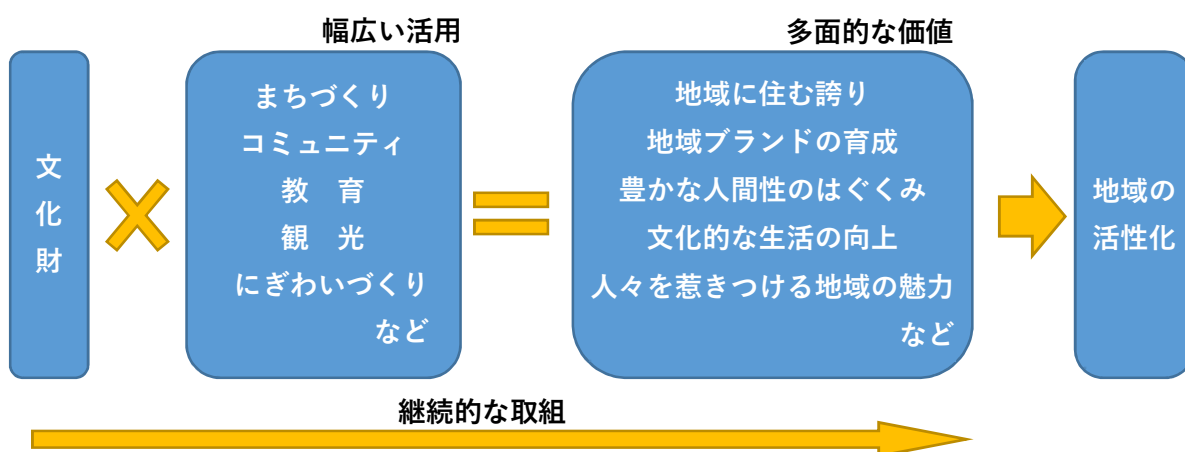 幅広い活用
多面的な価値
文
化
財
まちづくり
コミュニティ
教　育
観　光
にぎわいづくり
など
地域に住む誇り
地域ブランドの育成
豊かな人間性のはぐくみ
文化的な生活の向上
人々を惹きつける地域の魅力
など
地域の
活性化
継続的な取組